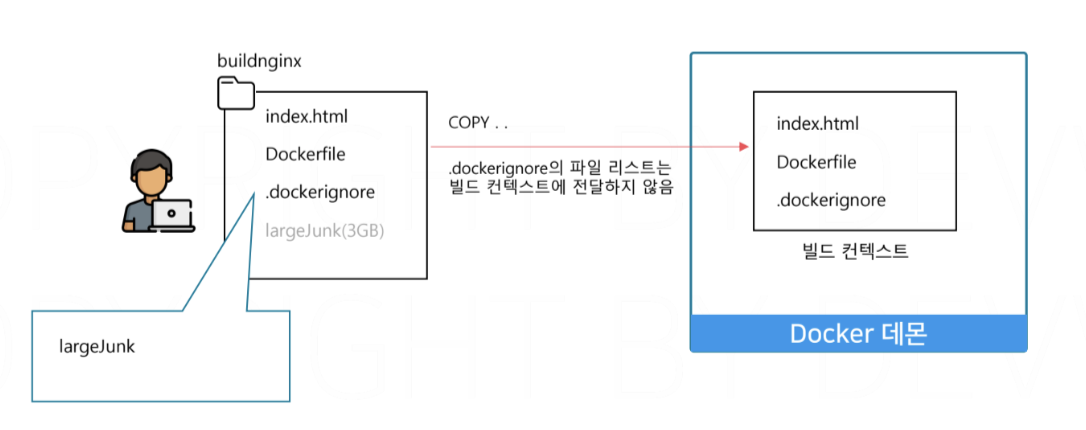 buildnginx
index.html
Dockerfile
.dockerignore
largeJunk(3GB)
largeJunk
COPY . .
.dockerignore의 파일 리스트는
빌드 컨텍스트에 전달하지 않음
index.html
Dockerfile
.dockerignore
빌드 컨텍스트
Docker 데몬